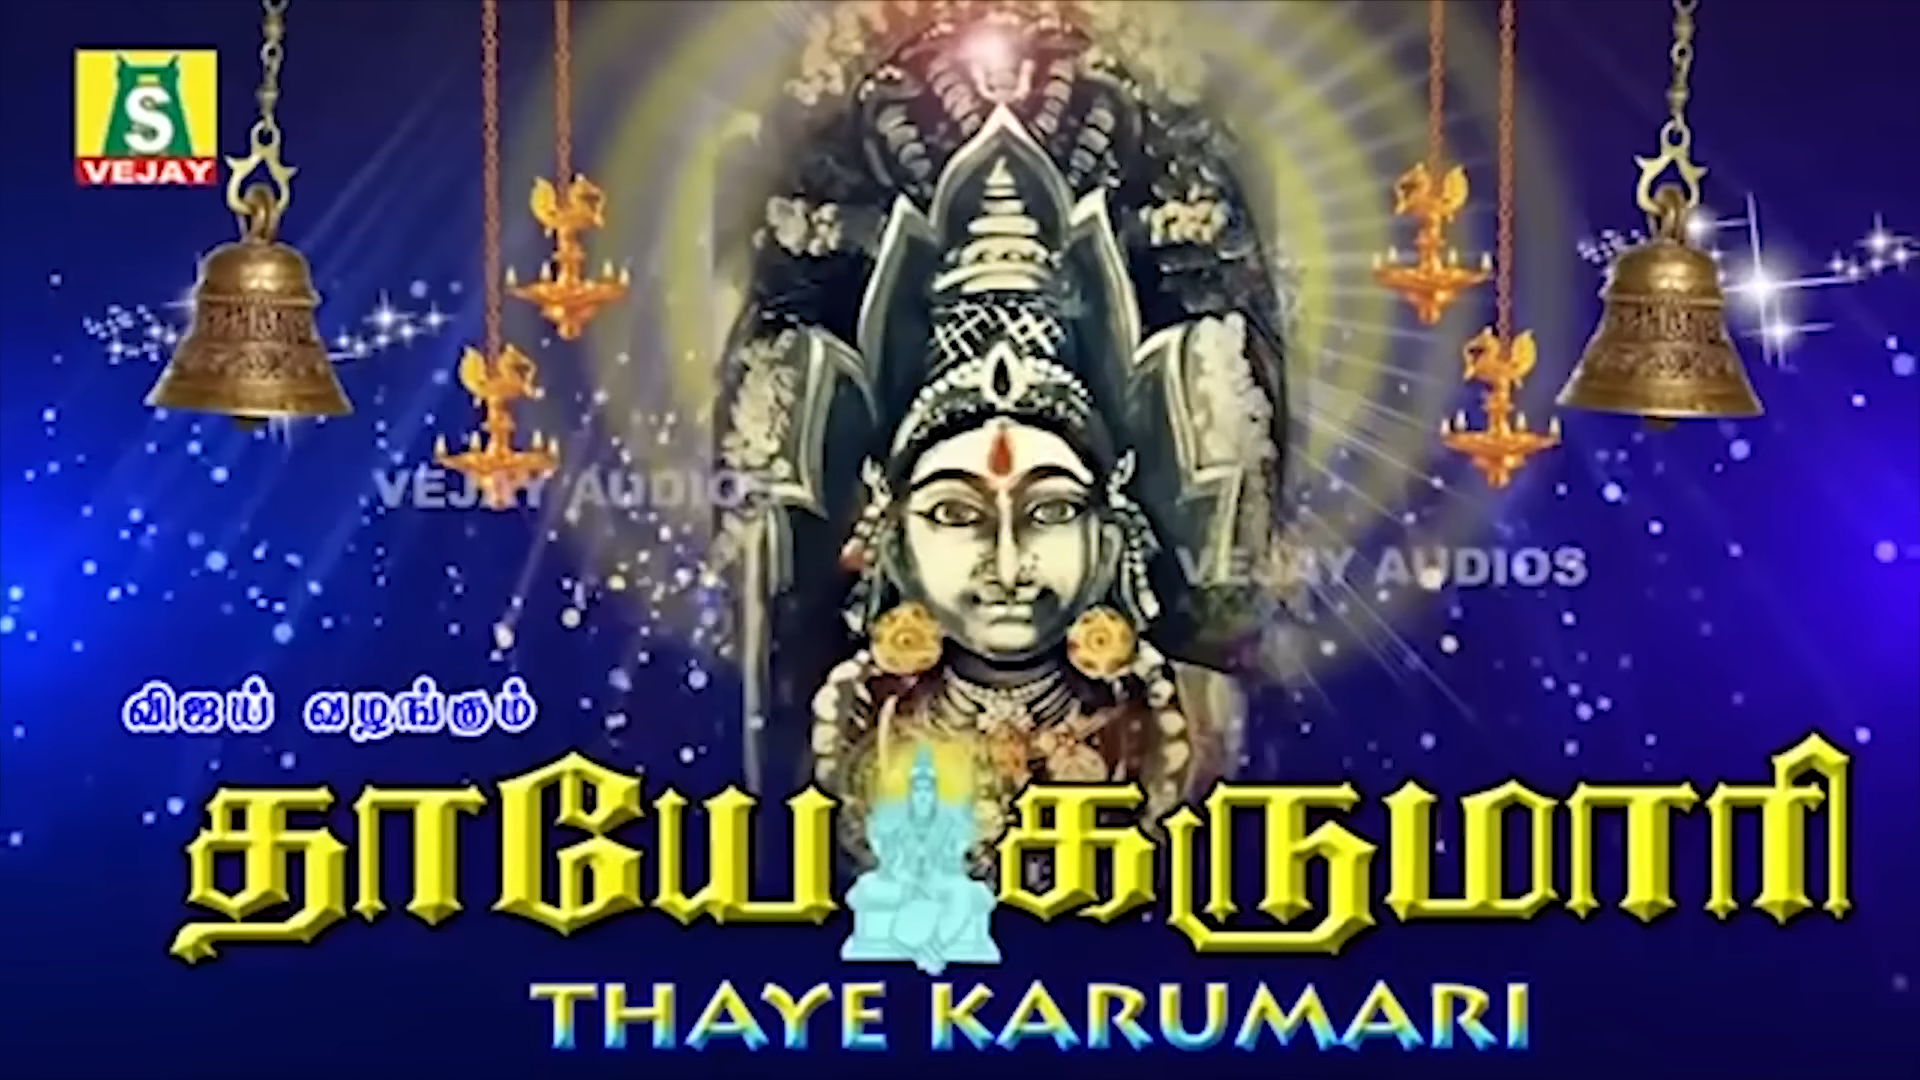 S
VEJAY
VEJAY AUDIOS
VEJAY AUDIOS
விஜய் வழங்கும்
தாயே கருமாரி
THAYE KARUMARI